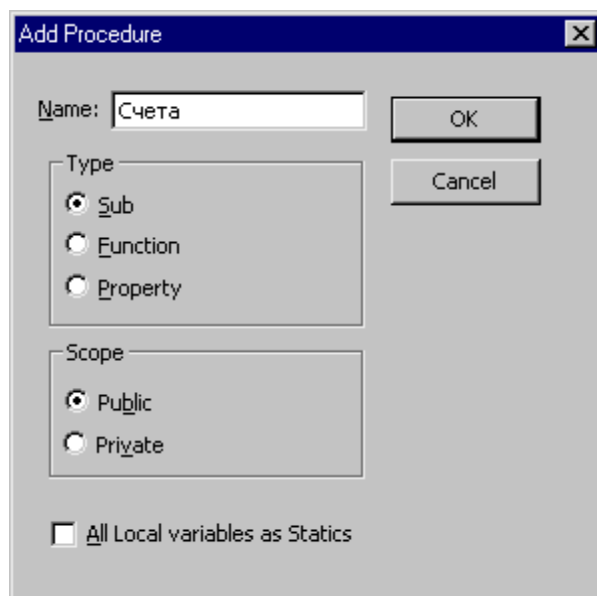 Add Procedure
Name: Счета
OK
Type
Cancel
Sub
Function
Property
Scope
Public
Private
All Local variables as Statics